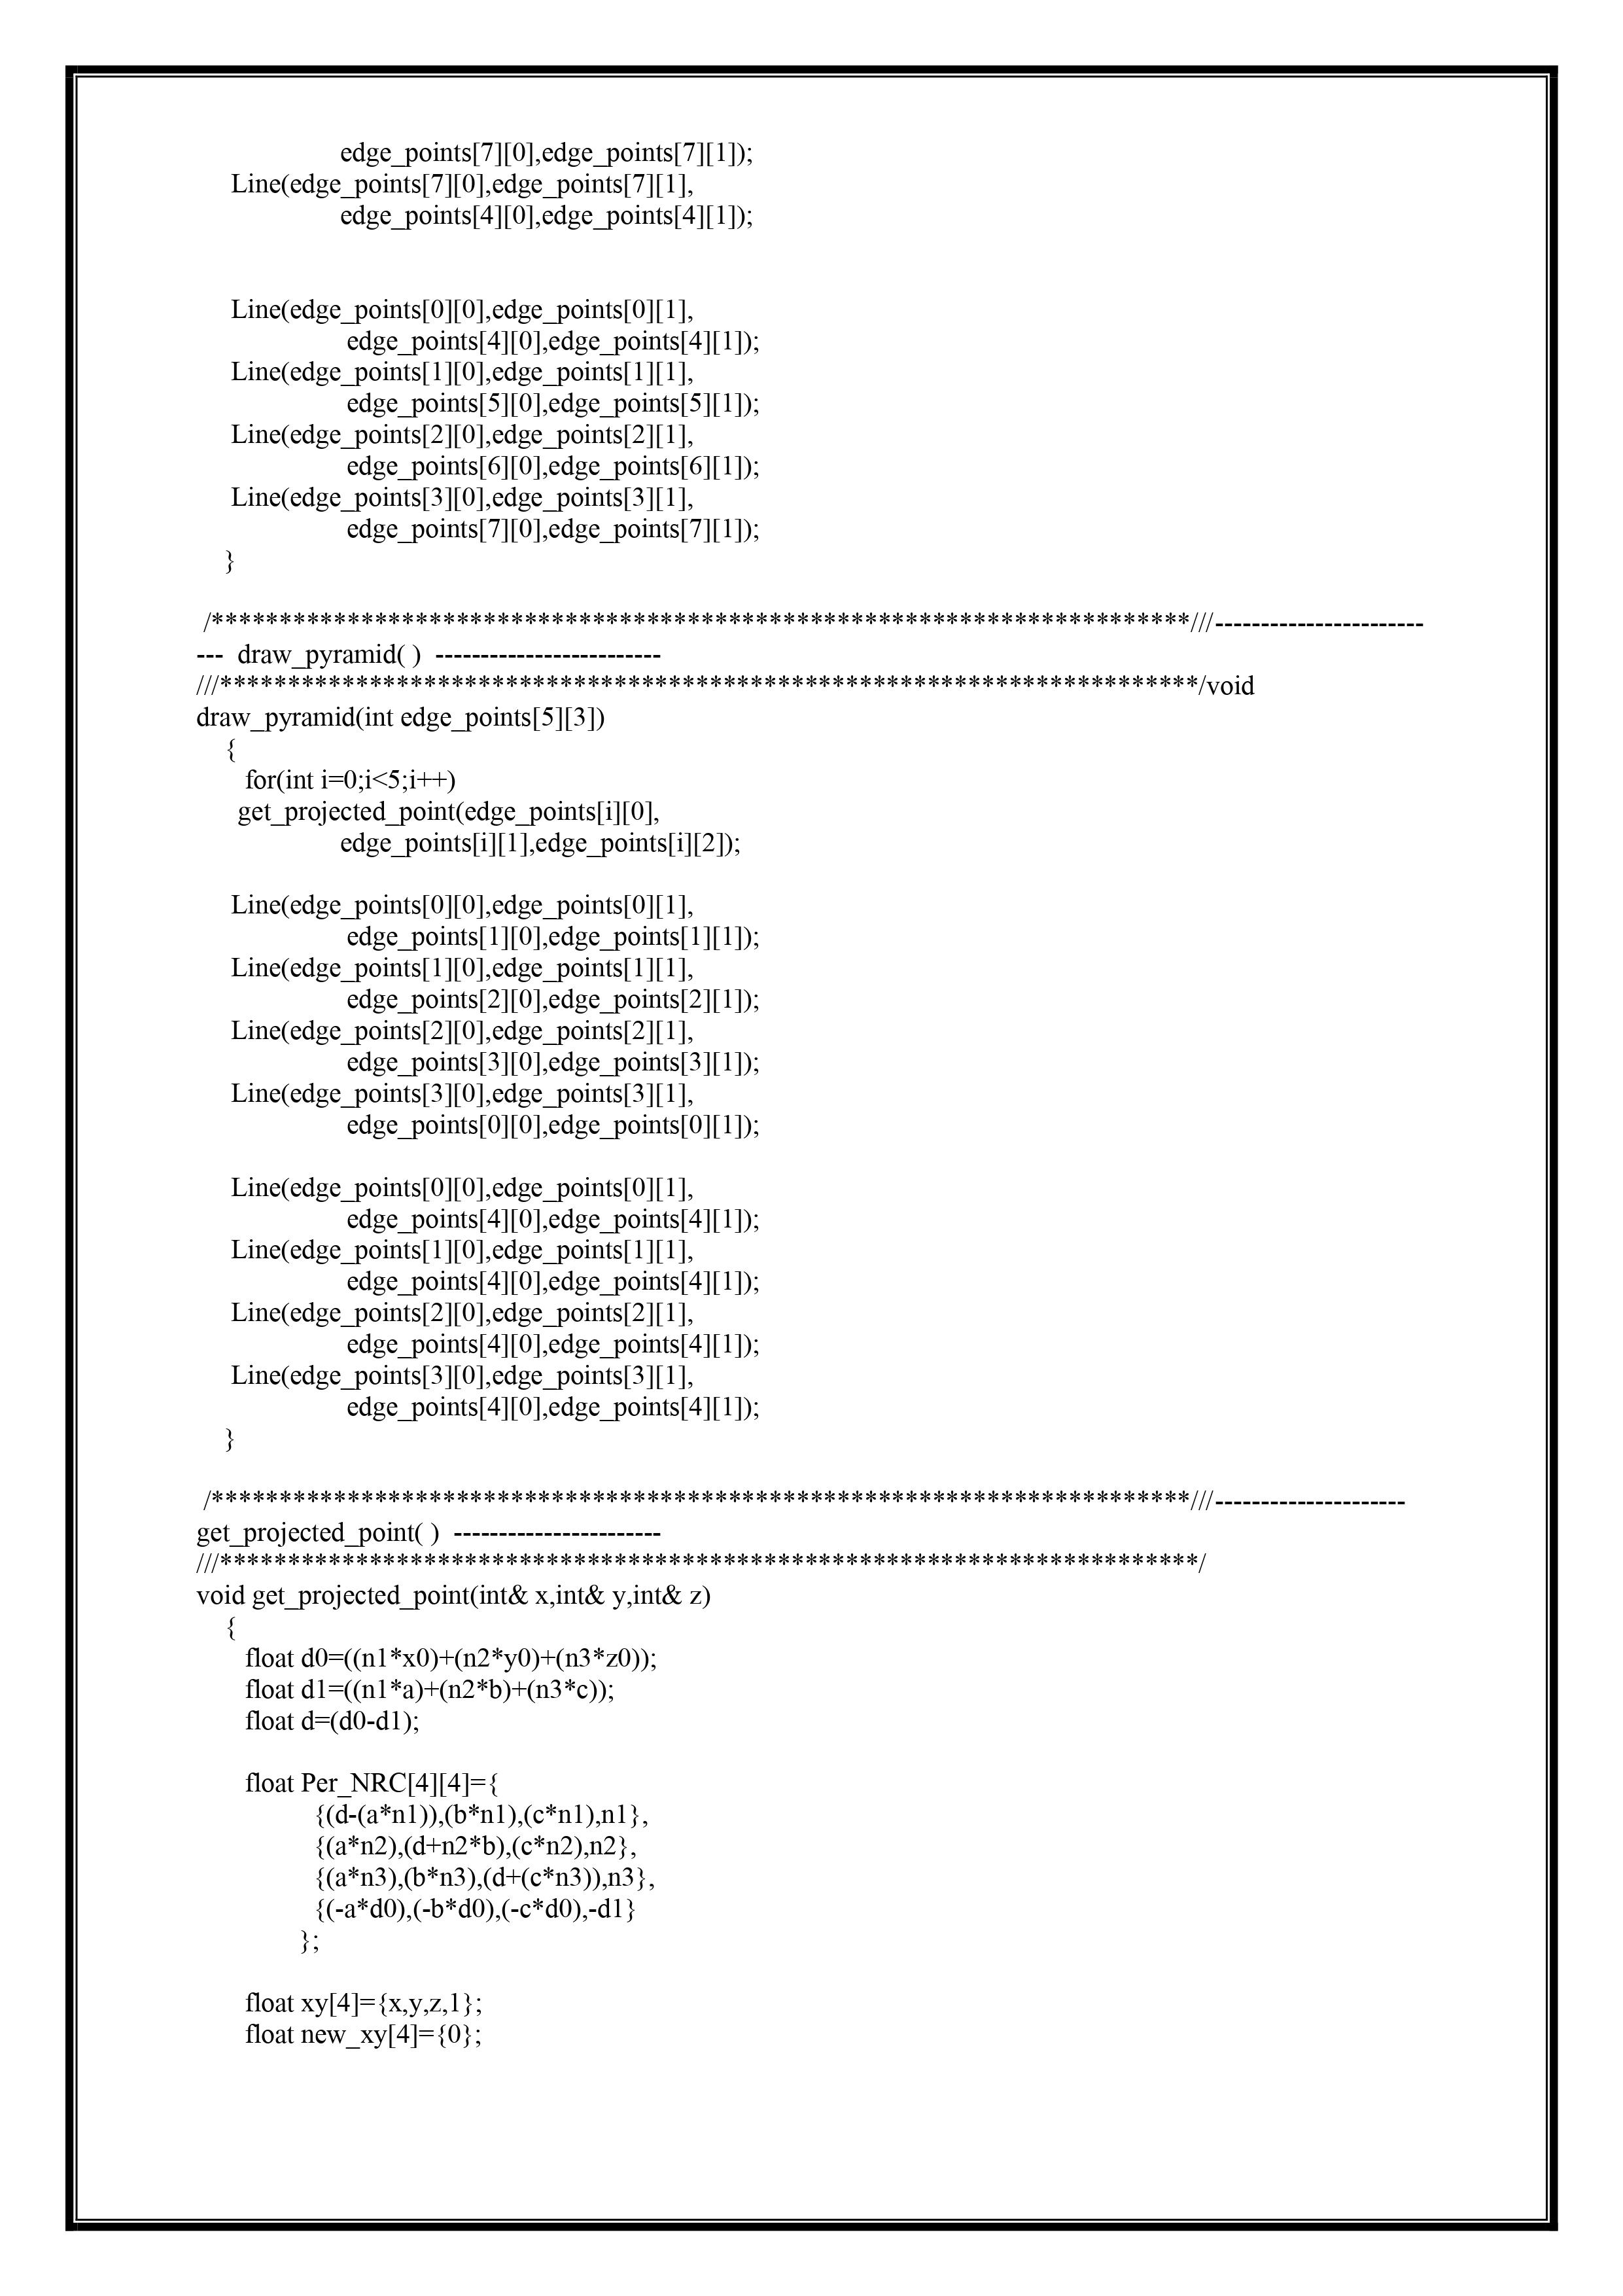 edge_points[7][0],edge_points[7][1]);
Line(edge_points[7][0],edge_points[7][1],
edge_points[4][0],edge_points[4][1]);
Line(edge_points[0][0],edge_points[0][1],
edge_points[4][0],edge_points[4][1]);
Line(edge_points[1][0],edge_points[1][1],
edge_points[5][0],edge_points[5][1]);
Line(edge_points[2][0],edge_points[2][1],
edge_points[6][0],edge_points[6][1]);
Line(edge_points[3][0],edge_points[3][1],
edge_points[7][0],edge_points[7][1]);
}
/************************************************************************///-----------------------
--- draw_pyramid( ) -------------------------
///************************************************************************/void
draw_pyramid(int edge_points[5][3])
{
for(int i=0;i<5;i++)
get_projected_point(edge_points[i][0],
edge_points[i][1],edge_points[i][2]);
Line(edge_points[0][0],edge_points[0][1],
edge_points[1][0],edge_points[1][1]);
Line(edge_points[1][0],edge_points[1][1],
edge_points[2][0],edge_points[2][1]);
Line(edge_points[2][0],edge_points[2][1],
edge_points[3][0],edge_points[3][1]);
Line(edge_points[3][0],edge_points[3][1],
edge_points[0][0],edge_points[0][1]);
Line(edge_points[0][0],edge_points[0][1],
edge_points[4][0],edge_points[4][1]);
Line(edge_points[1][0],edge_points[1][1],
edge_points[4][0],edge_points[4][1]);
Line(edge_points[2][0],edge_points[2][1],
edge_points[4][0],edge_points[4][1]);
Line(edge_points[3][0],edge_points[3][1],
edge_points[4][0],edge_points[4][1]);
}
/************************************************************************///---------------------
get_projected_point( ) -----------------------
///************************************************************************/
void get_projected_point(int& x,int& y,int& z)
{
float d0=((n1*x0)+(n2*y0)+(n3*z0));
float d1=((n1*a)+(n2*b)+(n3*c));
float d=(d0-d1);
float Per_NRC[4][4]={
{(d-(a*n1)),(b*n1),(c*n1),n1},
{(a*n2),(d+n2*b),(c*n2),n2},
{(a*n3),(b*n3),(d+(c*n3)),n3},
{(-a*d0),(-b*d0),(-c*d0),-d1}
};
float xy[4]={x,y,z,1};
float new_xy[4]={0};